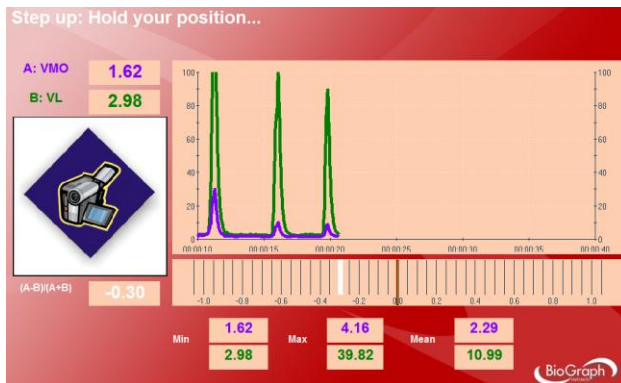 Step up: Hold your position...
A: VMO 1.62
B: VL 2.98
100 100
80 80
60 60
40 40
20 20
0 0
00:00:10 00:00:15 00:00:20 00:00:25 00:00:30 00:00:35 00:00:40
(A-B)/(A+B) -0.30
-1.0 -0.8 -0.6 -0.4 -0.2 0.0 0.2 0.4 0.6 0.8 1.0
Min 1.62 Max 4.16 Mean 2.29
2.98 39.82 10.99
BioGraph